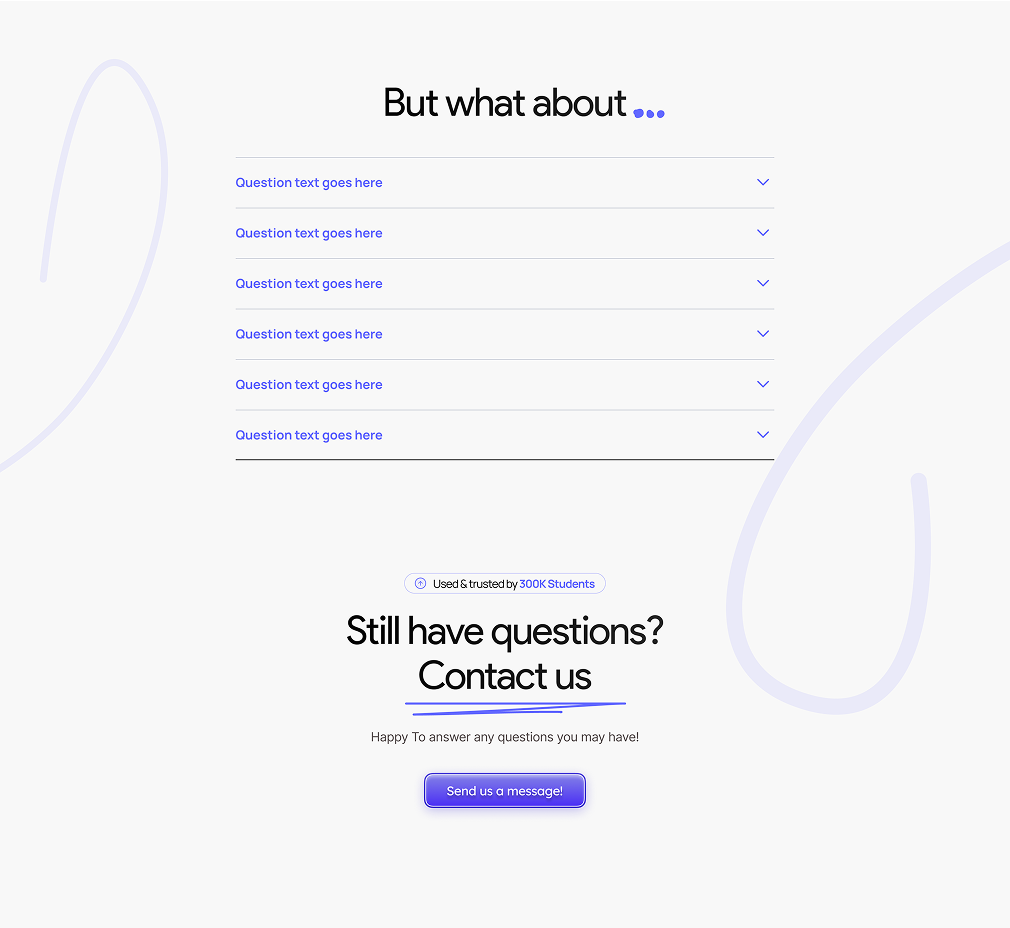 But what about ...
Question text goes here
Question text goes here
Question text goes here
Question text goes here
Question text goes here
Question text goes here
Used & trusted by 300K Students
Still have questions?
Contact us
Happy To answer any questions you may have!
Send us a message!